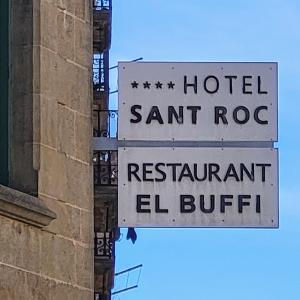 **** HOTEL
SANT ROC
RESTAURANT
EL BUFFI